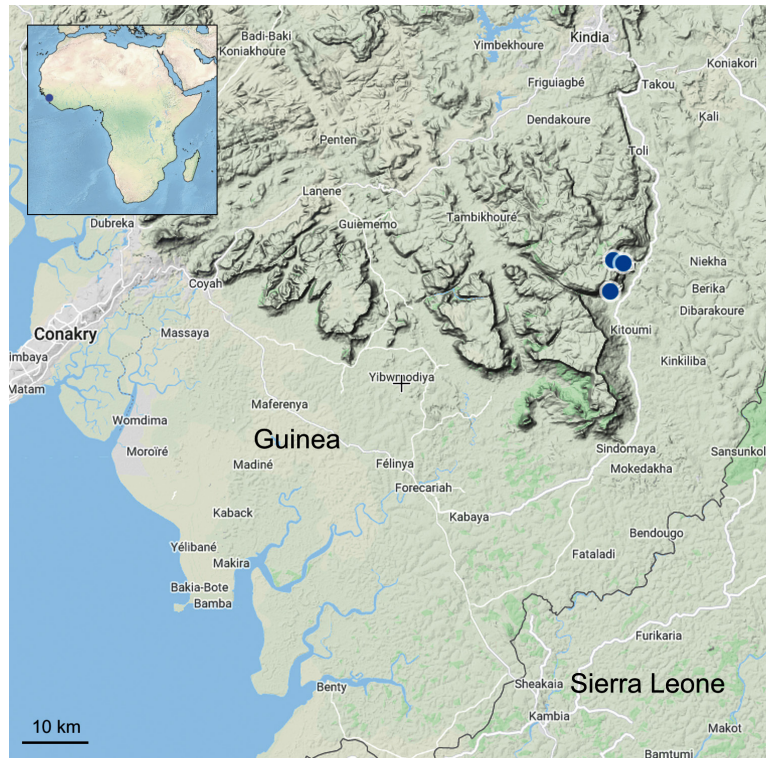 Badi-Baki
Koniakhoure
Yimbekhoure
Kindia
Koniakori
Friguiagbé
Takou
Dendakoure
Kali
Penten
Toli
Lanene
Dubreka
Guiememo
Tambikhouré
Niekha
Coyah
Berika
Dibarakoure
Conakry
Massaya
Kitoumi
imbaya
Kinkiliba
Matam
Maferenya
Womdima
Guinea
Moroïré
Madiné
Félinya
Sindomaya
Sansunkol
Mokedakha
Forecariah
Kaback
Kabaya
Bendougo
Yélibané
Makira
Fataladi
Bakia-Bote
Bamba
Furikaria
Benty
Sheakaia
Sierra Leone
Kambia
10 km
Makot
Bamtumi